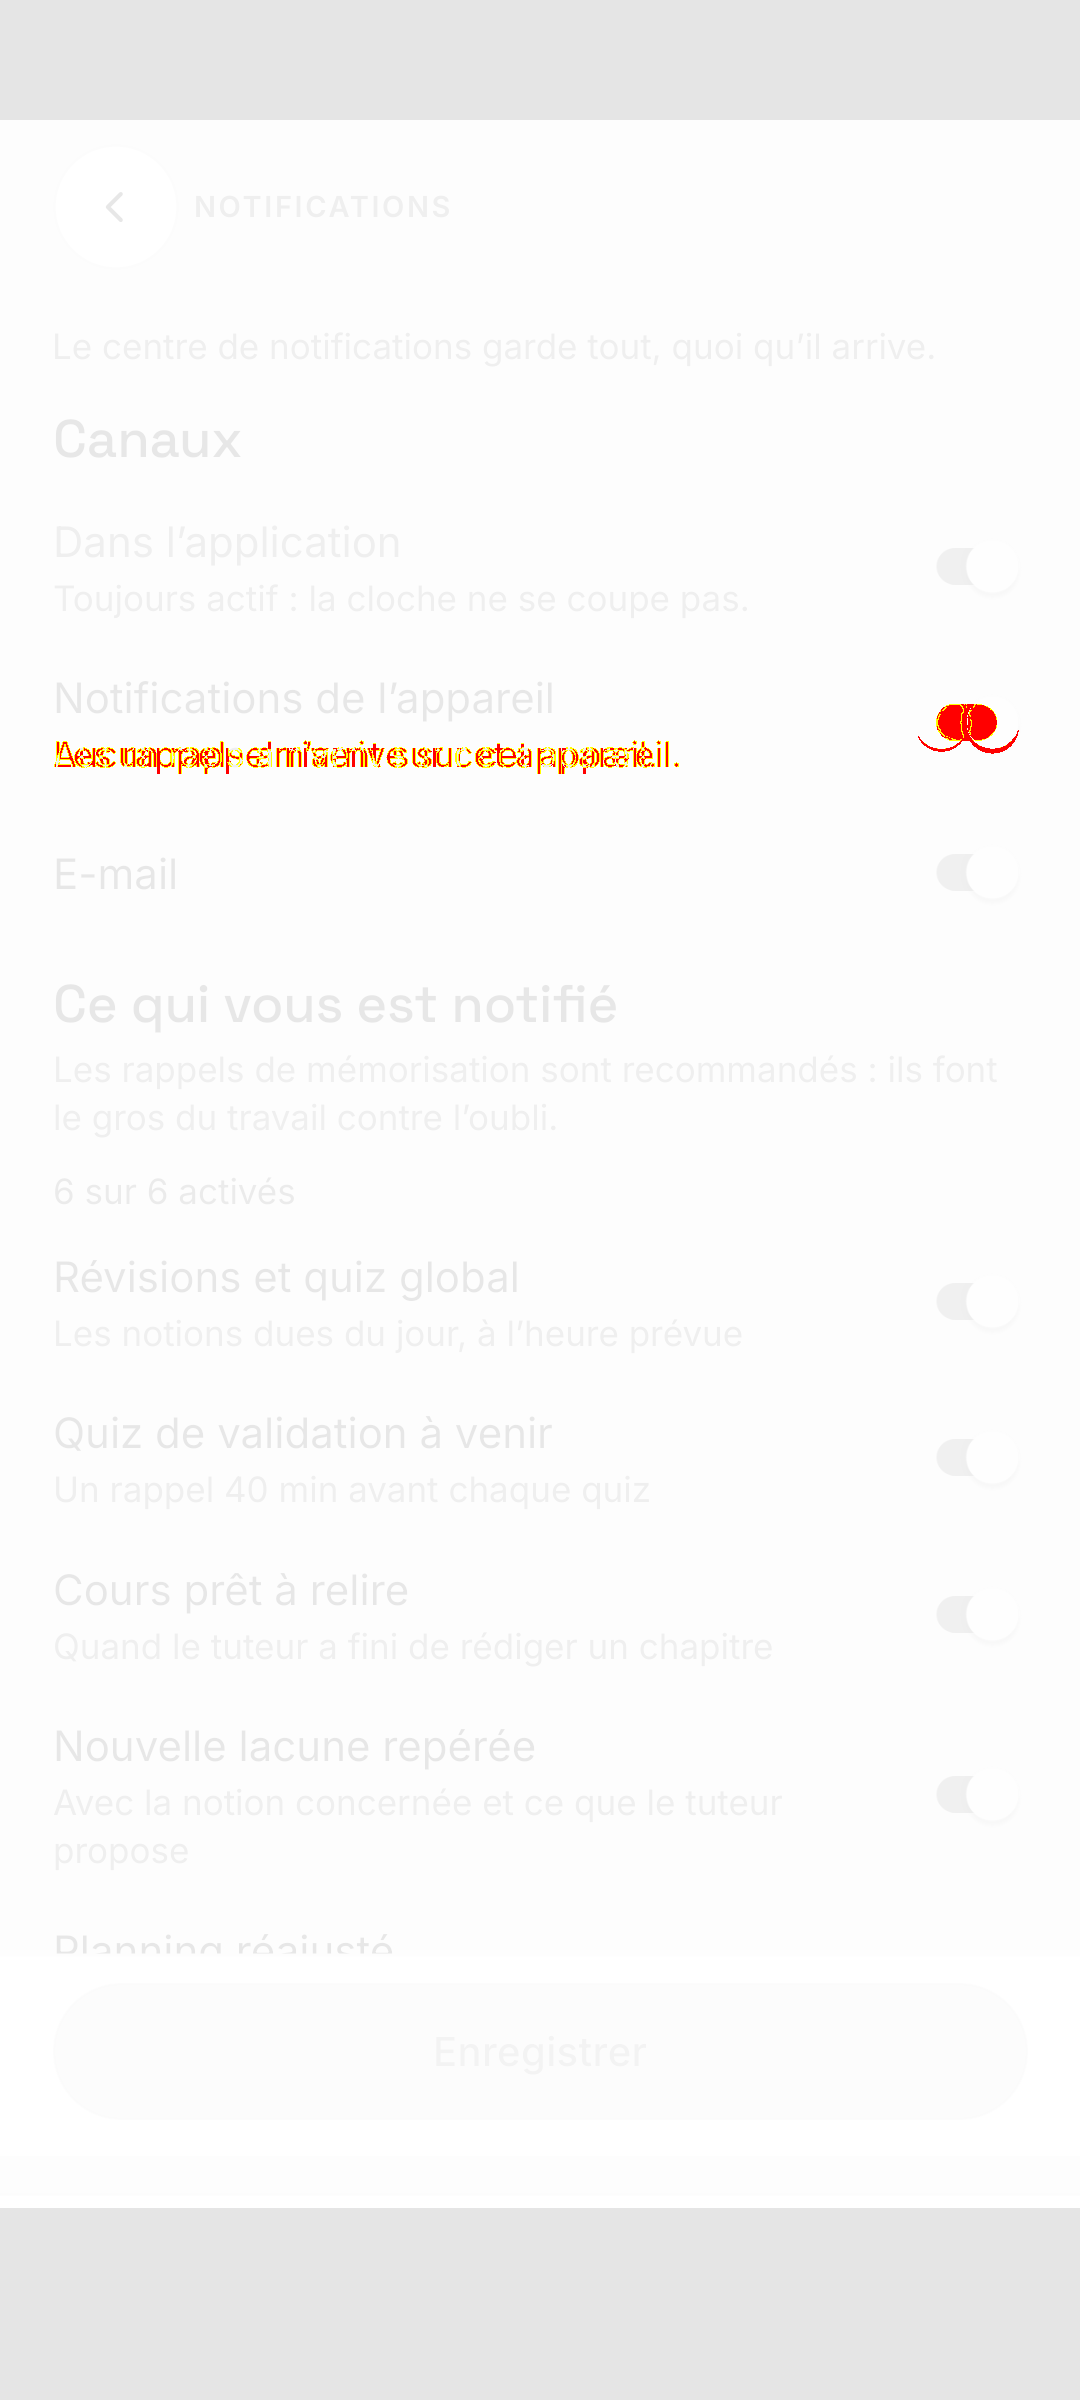 NOTIFICATIONS
Le centre de notifications garde tout, quoi qu’il arrive.
Canaux
Dans l’application
Toujours actif : la cloche ne se coupe pas.
Notifications de l’appareil
E-mail
Ce qui vous est notifié
Les rappels de mémorisation sont recommandés : ils font
le gros du travail contre l’oubli.
6 sur 6 activés
Révisions et quiz global
Les notions dues du jour, à l’heure prévue
Quiz de validation à venir
Un rappel 40 min avant chaque quiz
Cours prêt à relire
Quand le tuteur a fini de rédiger un chapitre
Nouvelle lacune repérée
Avec la notion concernée et ce que le tuteur
propose
Planning réajusté
Enregistrer